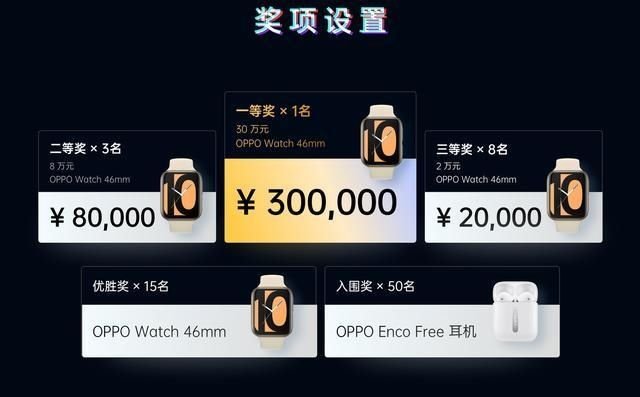 奖项设置
一等奖 × 1名
30 万元
OPPO Watch 46mm
¥ 300,000
二等奖 × 3名
8 万元
OPPO Watch 46mm
¥ 80,000
三等奖 × 8名
2 万元
OPPO Watch 46mm
¥ 20,000
优胜奖 × 15名
OPPO Watch 46mm
入围奖 × 50名
OPPO Enco Free 耳机